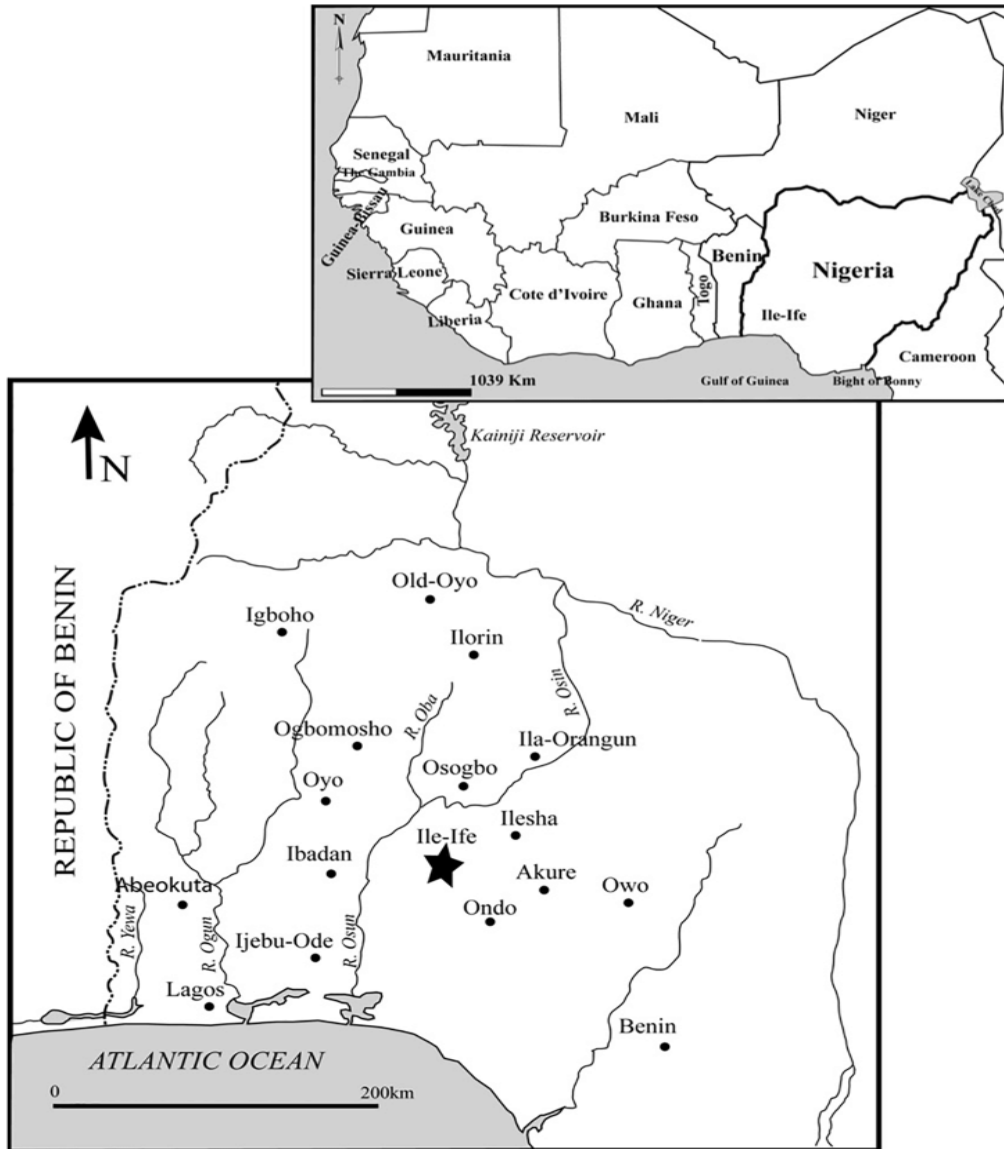 N
Mauritania
Mali
Niger
Senegal
The Gambia
Guinea-Bissau
Guinea
Burkina Feso
Benin
Nigeria
Sierra Leone
Cote d'Ivoire
Ghana
Togo
Ile-Ife
Liberia
Cameroon
1039 Km
Gulf of Guinea
Bight of Bonny
N
Kainiji Reservoir
REPUBLIC OF BENIN
Old-Oyo
Igboho
R. Niger
Ilorin
R. Oba
R. Osin
Ogbomosho
Ila-Orangun
Oyo
Osogbo
Ile-Ife
Ilesha
Ibadan
Akure
Owo
Abeokuta
Ondo
R. Yewa
R. Ogun
Ijebu-Ode
R. Osun
Lagos
Benin
ATLANTIC OCEAN
0
200km